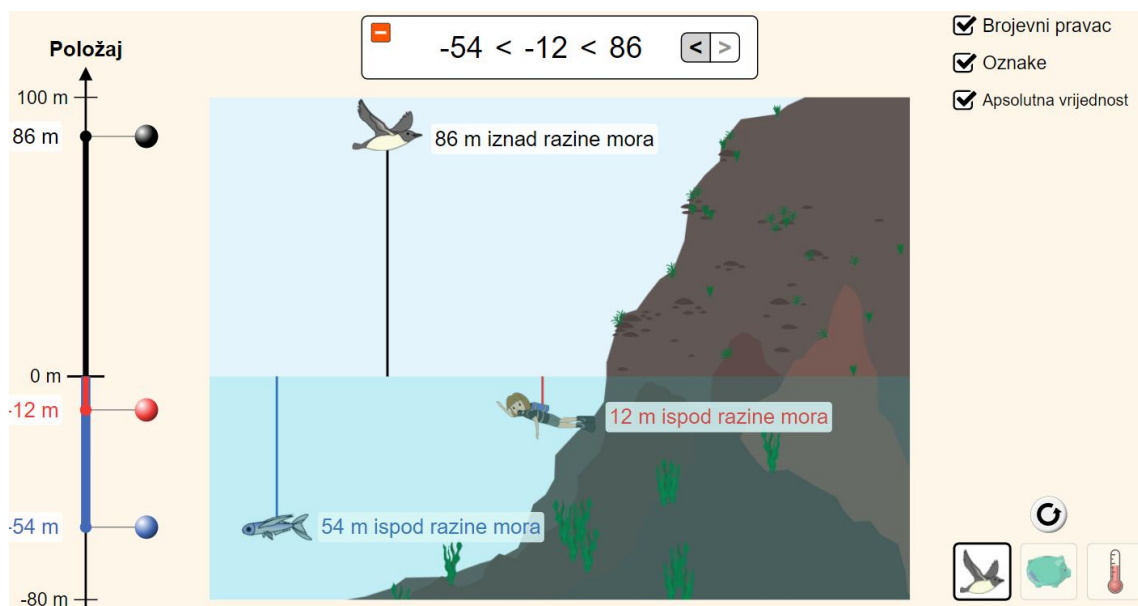 -54 < -12 < 86
< >
Brojevni pravac
Oznake
Apsolutna vrijednost
Položaj
100 m
86 m
0 m
-12 m
-54 m
-80 m
86 m iznad razine mora
12 m ispod razine mora
54 m ispod razine mora